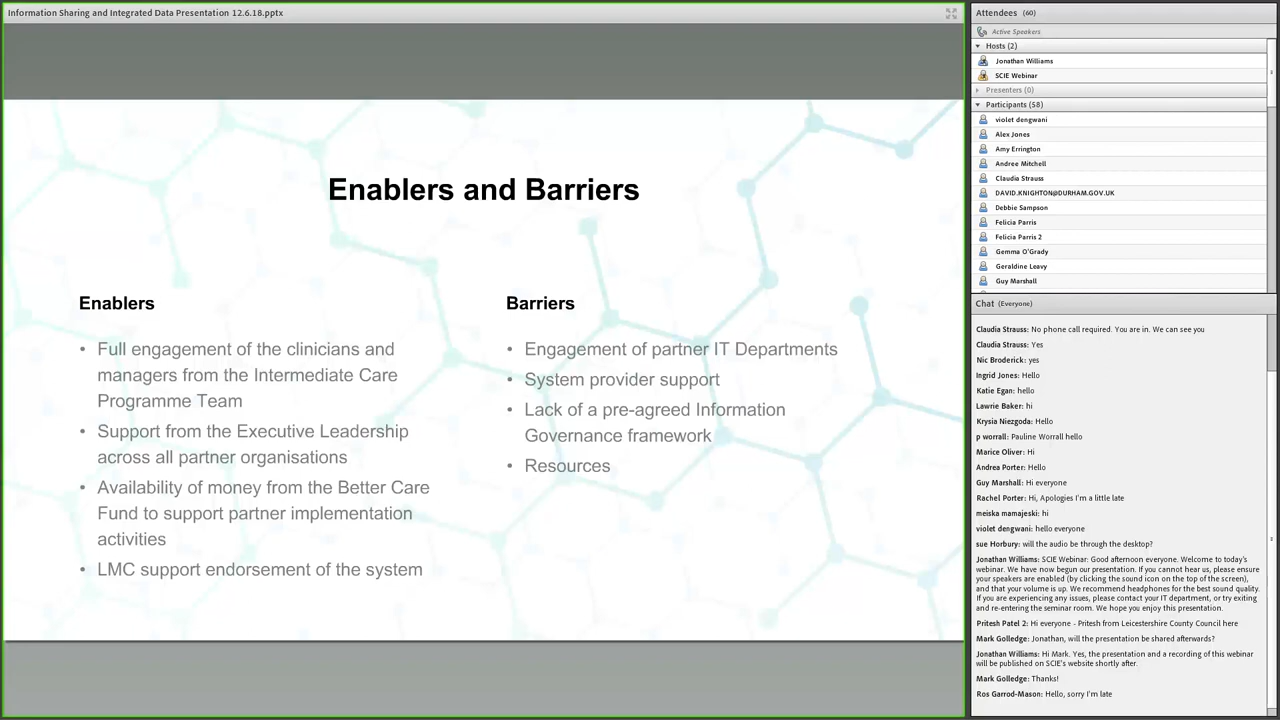 Information Sharing and Integrated Data Presentation 12.6.18.pptx
Enablers and Barriers
Enablers
• Full engagement of the clinicians and
managers from the Intermediate Care
Programme Team
• Support from the Executive Leadership
across all partner organisations
• Availability of money from the Better Care
Fund to support partner implementation
activities
• LMC support endorsement of the system
Barriers
• Engagement of partner IT Departments
• System provider support
• Lack of a pre-agreed Information
Governance framework
• Resources
Attendees (60)
Active Speakers
Hosts (2)
Jonathan Williams
SCIE Webinar
Presenters (0)
Participants (58)
violet dengwani
Alex Jones
Amy Errington
Andree Mitchell
Claudia Strauss
DAVID.KNIGHTON@DURHAM.GOV.UK
Debbie Sampson
Felicia Parris
Felicia Parris 2
Gemma O'Grady
Geraldine Leavy
Guy Marshall
Chat (Everyone)
Claudia Strauss: No phone call required. You are in. We can see you
Claudia Strauss: Yes
Nic Broderick: yes
Ingrid Jones: Hello
Katie Egan: hello
Lawrie Baker: hi
Krysia Niezgoda: Hello
p worrall: Pauline Worrall hello
Marice Oliver: Hi
Andrea Porter: Hello
Guy Marshall: Hi everyone
Rachel Porter: Hi, Apologies I'm a little late
meiska mamajeski: hi
violet dengwani: hello everyone
sue Horbury: will the audio be through the desktop?
Jonathan Williams: SCIE Webinar: Good afternoon everyone. Welcome to today's
webinar. We have now begun our presentation. If you cannot hear us, please ensure
your speakers are enabled (by clicking the sound icon on the top of the screen),
and that your volume is up. We recommend headphones for the best sound quality.
If you are experiencing any issues, please contact your IT department, or try exiting
and re-entering the seminar room. We hope you enjoy this presentation.
Pritesh Patel 2: Hi everyone - Pritesh from Leicestershire County Council here
Mark Golledge: Jonathan, will the presentation be shared afterwards?
Jonathan Williams: Hi Mark. Yes, the presentation and a recording of this webinar
will be published on SCIE's website shortly after.
Mark Golledge: Thanks!
Ros Garrod-Mason: Hello, sorry I'm late